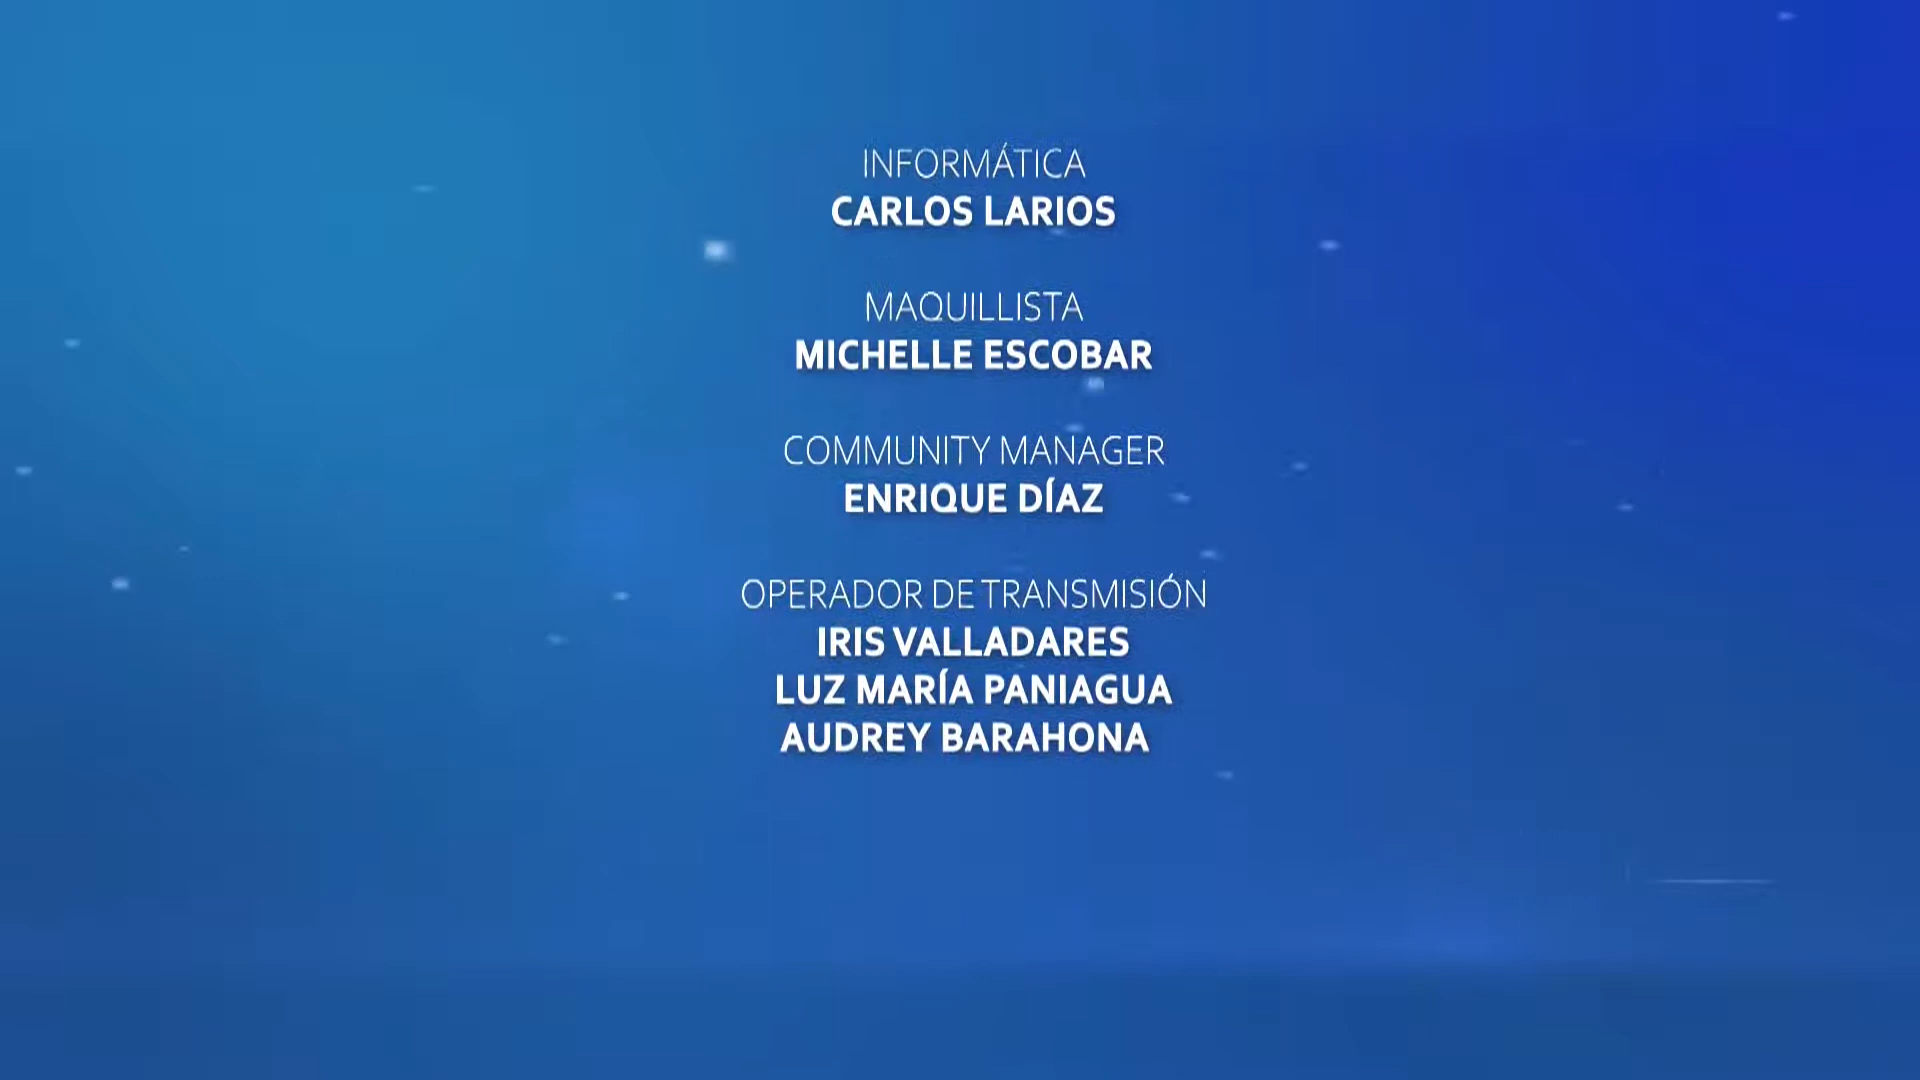 INFORMÁTICA
CARLOS LARIOS
MAQUILLISTA
MICHELLE ESCOBAR
COMMUNITY MANAGER
ENRIQUE DÍAZ
OPERADOR DE TRANSMISIÓN
IRIS VALLADARES
LUZ MARÍA PANIAGUA
AUDREY BARAHONA